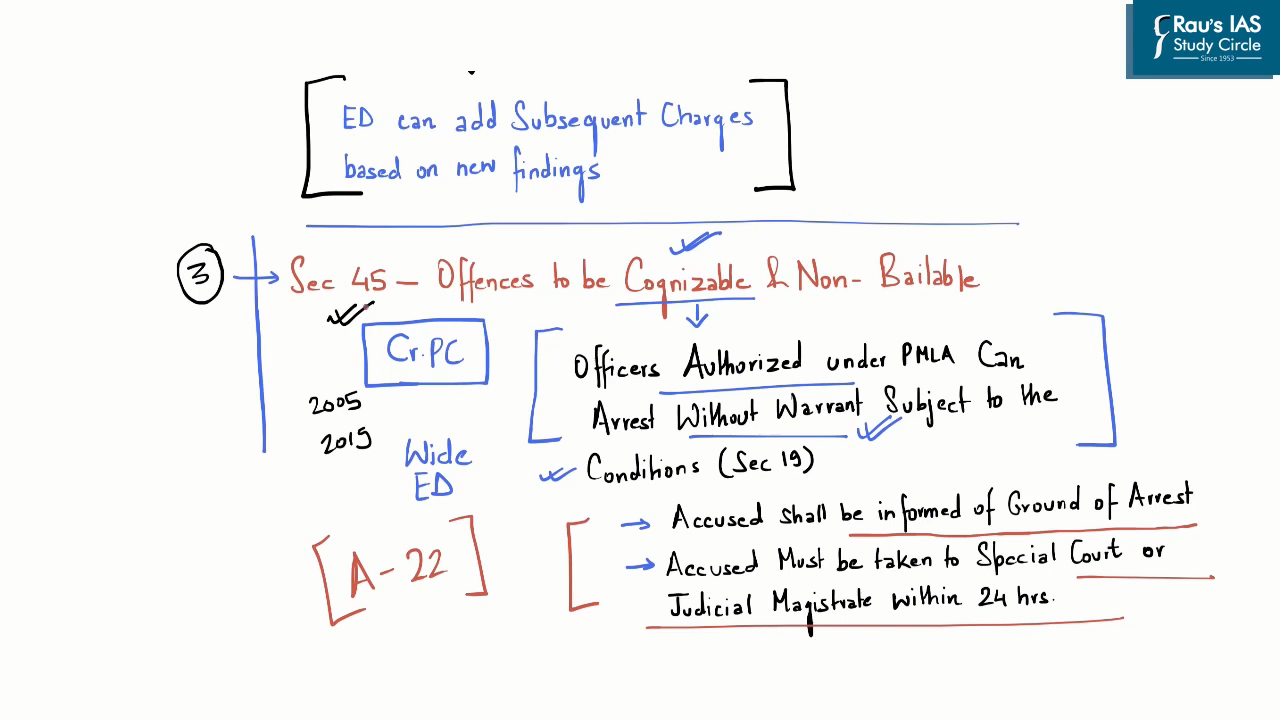 Rau's IAS
Study Circle
Since 1953
ED can add Subsequent Charges
based on new findings
3
Sec 45 – Offences to be Cognizable & Non-Bailable
Cr.PC
Officers Authorized under PMLA Can
Arrest Without Warrant Subject to the
2005
2019
Wide
ED
Conditions (Sec 19)
Accused shall be informed of Ground of Arrest
[A-22]
Accused Must be taken to Special Court or
Judicial Magistrate within 24 hrs.